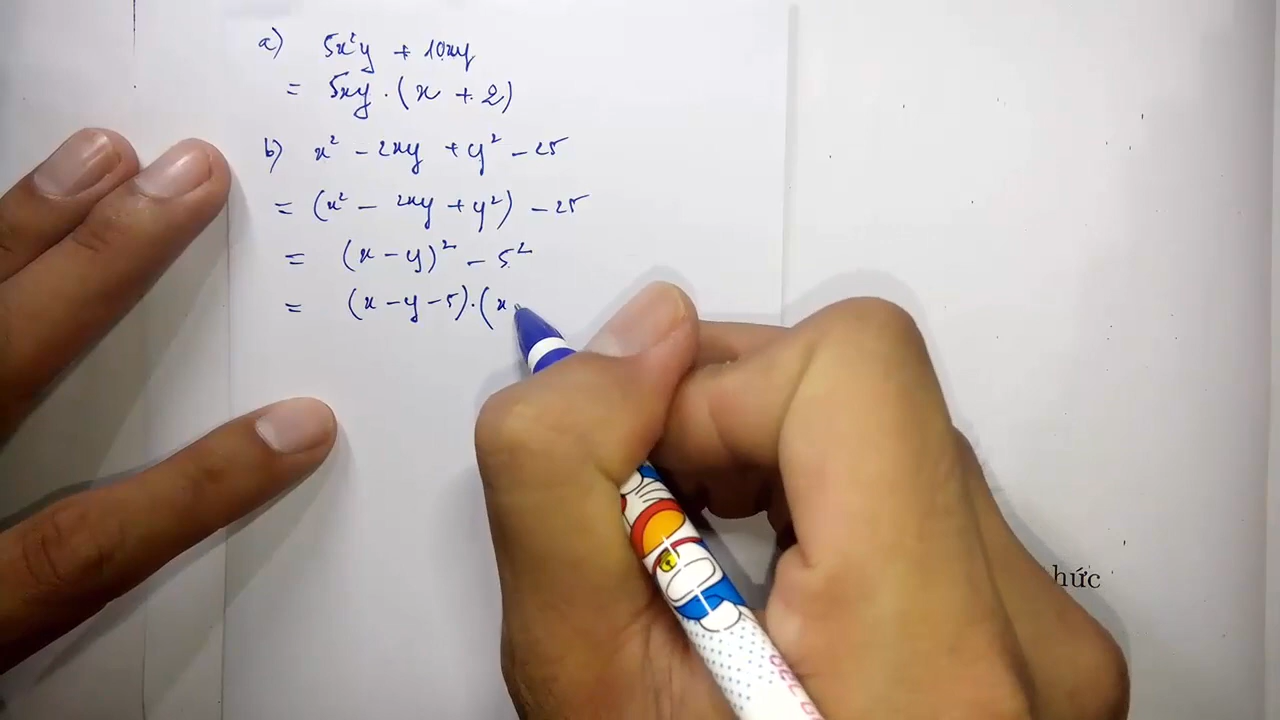 a) 5x²y + 10xy
= 5xy . (x + 2)
b) x² - 2xy + y² - 25
= (x² - 2xy + y²) - 25
= (x - y)² - 5²
= (x - y - 5).(x
hức